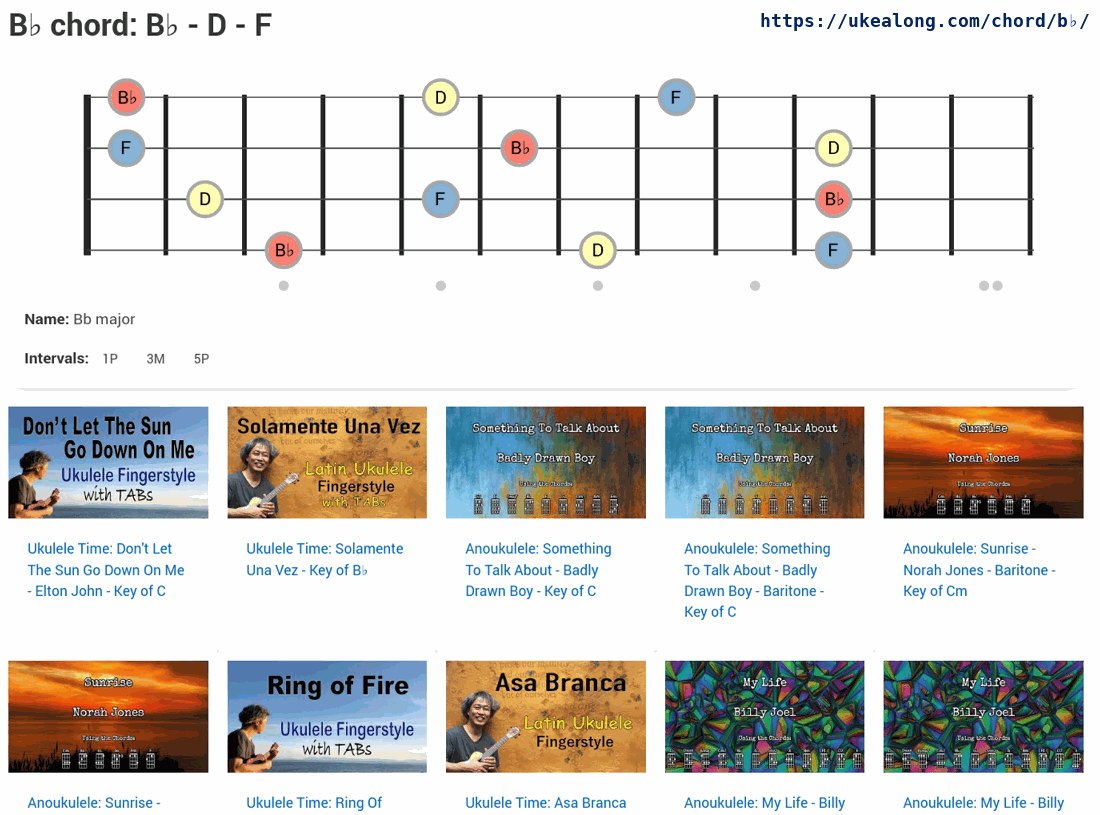 B♭ chord: B♭ - D - F
https://ukealong.com/chord/b♭/
B♭ D F
F B♭ D
D F B♭
B♭ D F
Name: Bb major
Intervals: 1P 3M 5P
Don't Let The Sun
Go Down On Me
Ukulele Fingerstyle
with TABs
Solamente Una Vez
Latin Ukulele
Fingerstyle
with TABs
Something To Talk About
Badly Drawn Boy
Using the Chords:
Something To Talk About
Badly Drawn Boy
Using the Chords:
Sunrise
Norah Jones
Using the Chords:
Ukulele Time: Don't Let
The Sun Go Down On Me
- Elton John - Key of C
Ukulele Time: Solamente
Una Vez - Key of B♭
Anoukulele: Something
To Talk About - Badly
Drawn Boy - Key of C
Anoukulele: Something
To Talk About - Badly
Drawn Boy - Baritone -
Key of C
Anoukulele: Sunrise -
Norah Jones - Baritone -
Key of Cm
Sunrise
Norah Jones
Using the Chords:
Ring of Fire
Ukulele Fingerstyle
with TABs
Asa Branca
Latin Ukulele
Fingerstyle
My Life
Billy Joel
Using the Chords:
My Life
Billy Joel
Using the Chords:
Anoukulele: Sunrise -
Ukulele Time: Ring Of
Ukulele Time: Asa Branca
Anoukulele: My Life - Billy
Anoukulele: My Life - Billy